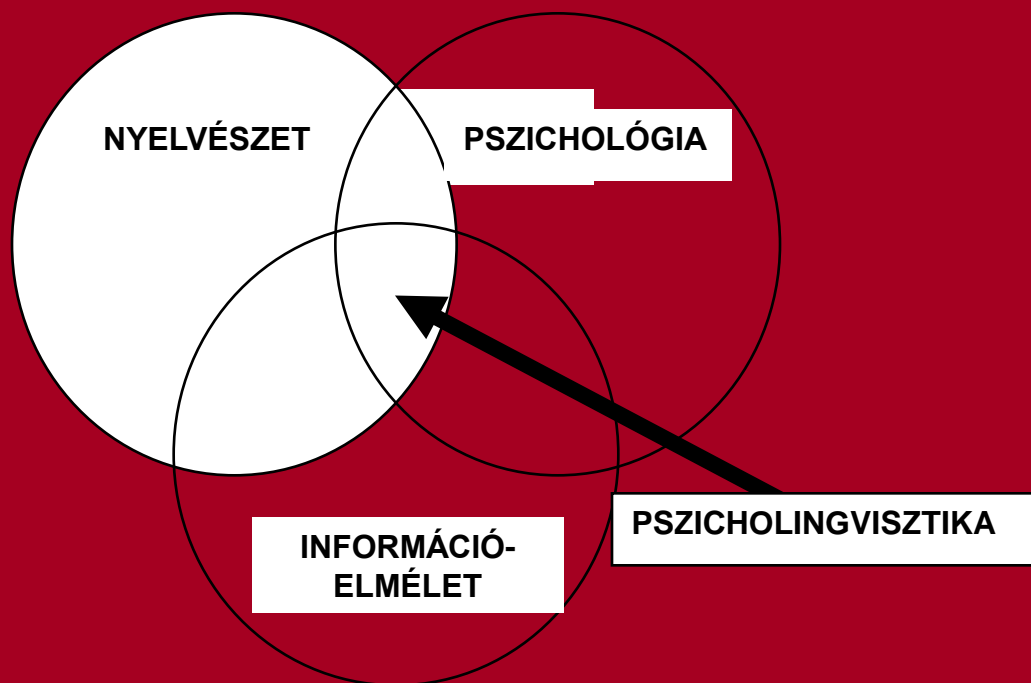 NYELVÉSZET
PSZICHOLÓGIA
INFORMÁCIÓ-
ELMÉLET
PSZICHOLINGVISZTIKA